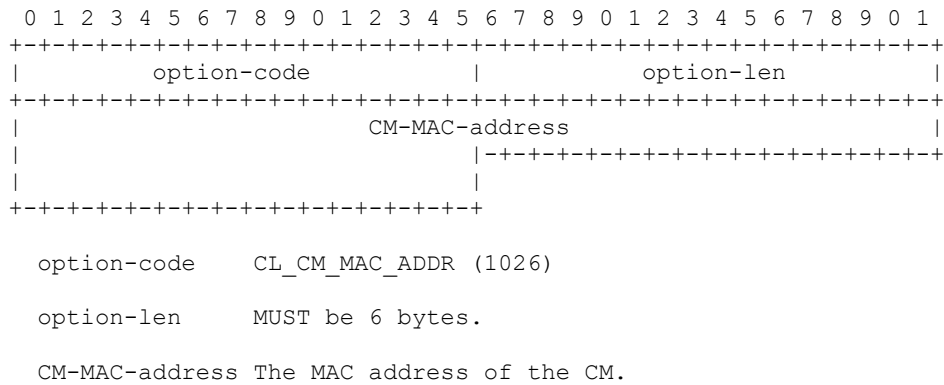 0 1 2 3 4 5 6 7 8 9 0 1 2 3 4 5 6 7 8 9 0 1 2 3 4 5 6 7 8 9 0 1
+-+-+-+-+-+-+-+-+-+-+-+-+-+-+-+-+-+-+-+-+-+-+-+-+-+-+-+-+-+-+-+-+
|         option-code           |           option-len          |
+-+-+-+-+-+-+-+-+-+-+-+-+-+-+-+-+-+-+-+-+-+-+-+-+-+-+-+-+-+-+-+-+
|                        CM-MAC-address                         |
|                               |-+-+-+-+-+-+-+-+-+-+-+-+-+-+-+-+
|                               |
+-+-+-+-+-+-+-+-+-+-+-+-+-+-+-+-+
option-code    CL_CM_MAC_ADDR (1026)
option-len     MUST be 6 bytes.
CM-MAC-address The MAC address of the CM.